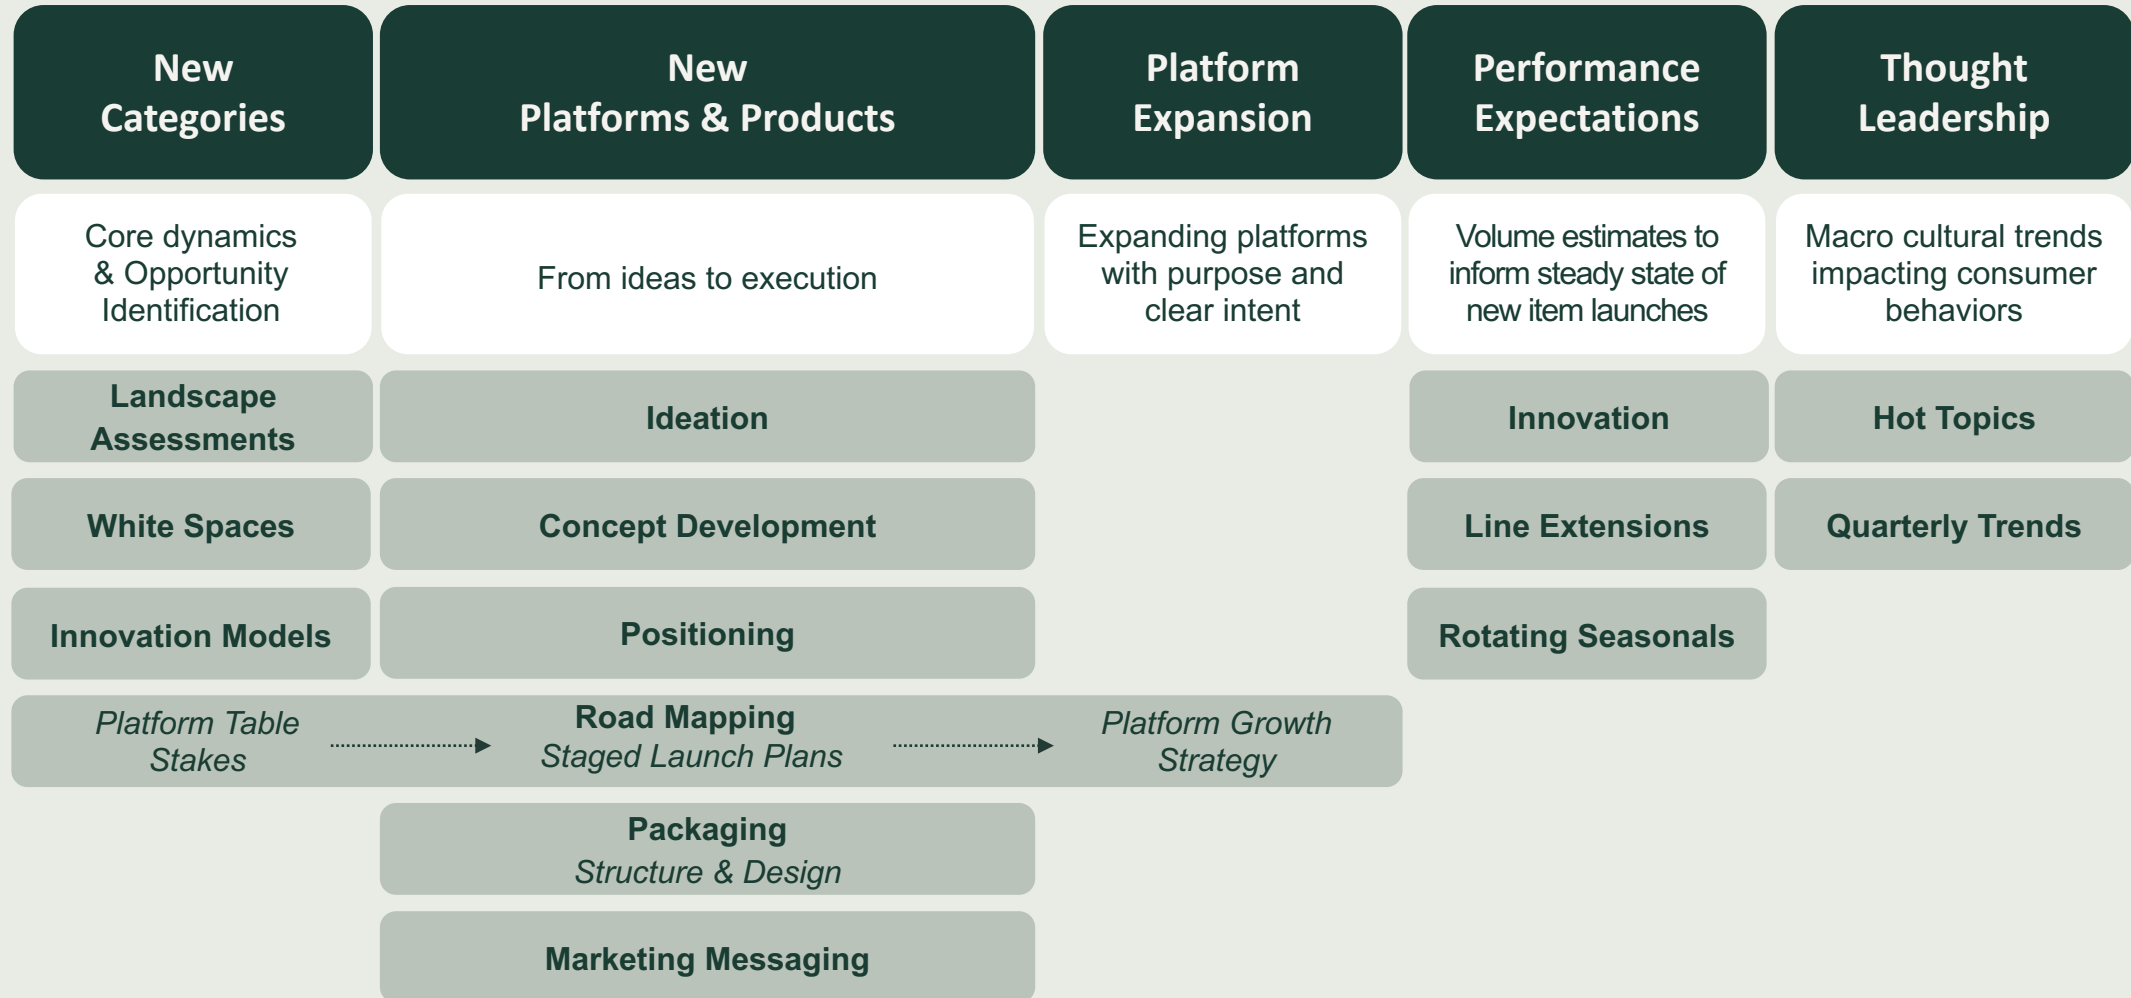 New
Categories
New
Platforms & Products
Platform
Expansion
Performance
Expectations
Thought
Leadership
Core dynamics
& Opportunity
Identification
From ideas to execution
Expanding platforms
with purpose and
clear intent
Volume estimates to
inform steady state of
new item launches
Macro cultural trends
impacting consumer
behaviors
Landscape
Assessments
Ideation
Innovation
Hot Topics
White Spaces
Concept Development
Line Extensions
Quarterly Trends
Innovation Models
Positioning
Rotating Seasonals
Platform Table
Stakes
Road Mapping
Staged Launch Plans
Platform Growth
Strategy
Packaging
Structure & Design
Marketing Messaging